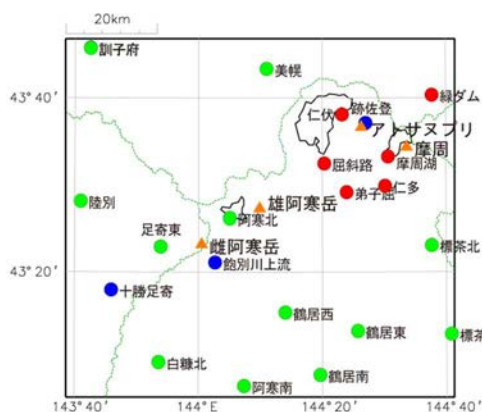 20km
訓子府
美幌
43°40′
緑ダム
跡佐登
仁伏
アトサヌプリ
摩周
屈斜路
摩周湖
弟子屈
仁多
陸別
雄阿寒岳
阿寒北
足寄東
雌阿寒岳
標茶北
43°20′
飽別川上流
十勝足寄
鶴居西
鶴居東
標茶
白糠北
鶴居南
阿寒南
143°40′
144°E
144°20′
144°4